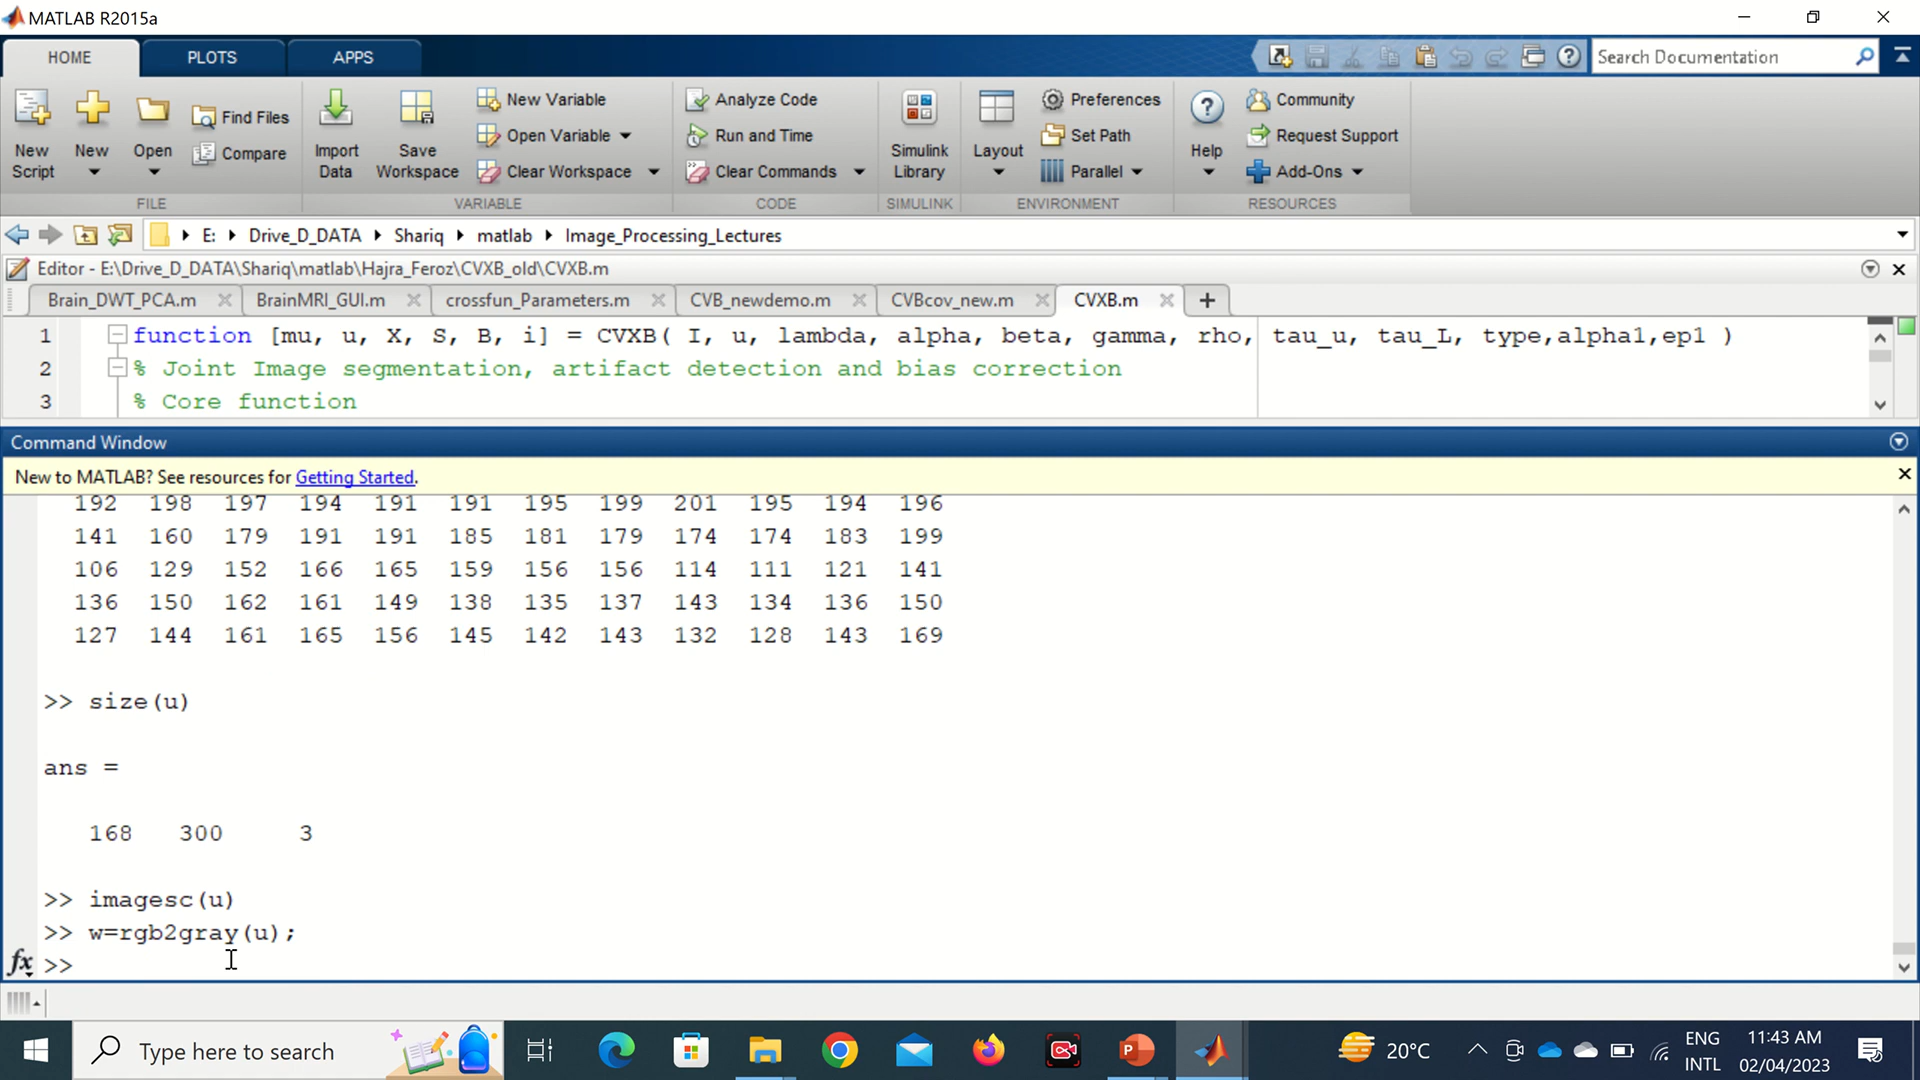 MATLAB R2015a
HOME PLOTS APPS Search Documentation
New Script New Open Find Files Compare Import Data Save Workspace New Variable Open Variable Clear Workspace Analyze Code Run and Time Clear Commands Simulink Library Layout Preferences Set Path Parallel Help Community Request Support Add-Ons
FILE VARIABLE CODE SIMULINK ENVIRONMENT RESOURCES
E: Drive_D_DATA Shariq matlab Image_Processing_Lectures
Editor - E:\Drive_D_DATA\Shariq\matlab\Hajra_Feroz\CVXB_old\CVXB.m
Brain_DWT_PCA.m BrainMRI_GUI.m crossfun_Parameters.m CVB_newdemo.m CVBcov_new.m CVXB.m
1 function [mu, u, X, S, B, i] = CVXB( I, u, lambda, alpha, beta, gamma, rho, tau_u, tau_L, type,alpha1,ep1 )
2 % Joint Image segmentation, artifact detection and bias correction
3 % Core function
Command Window
New to MATLAB? See resources for Getting Started.
192 198 197 194 191 191 195 199 201 195 194 196
141 160 179 191 191 185 181 179 174 174 183 199
106 129 152 166 165 159 156 156 114 111 121 141
136 150 162 161 149 138 135 137 143 134 136 150
127 144 161 165 156 145 142 143 132 128 143 169
>> size(u)
ans =
168 300 3
>> imagesc(u)
>> w=rgb2gray(u);
fx >>
Type here to search 20°C ENG INTL 11:43 AM 02/04/2023